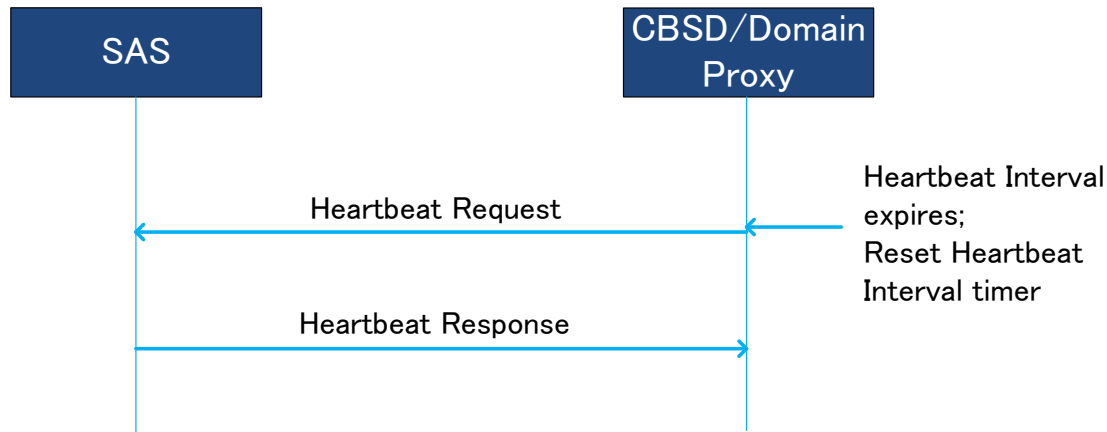 SAS
CBSD/Domain
Proxy
Heartbeat Interval
expires;
Reset Heartbeat
Interval timer
Heartbeat Request
Heartbeat Response